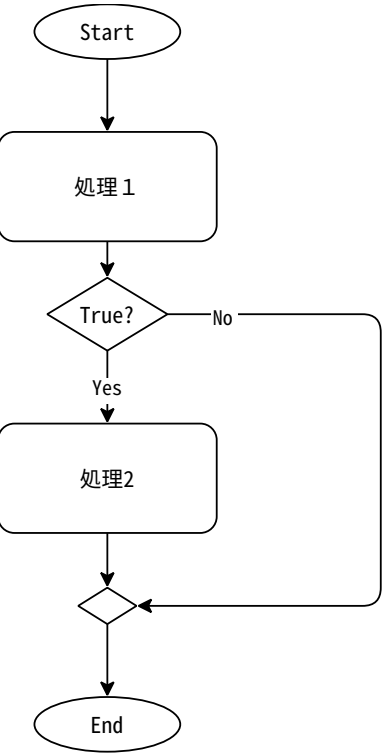 Start
処理１
True?
No
Yes
処理2
End